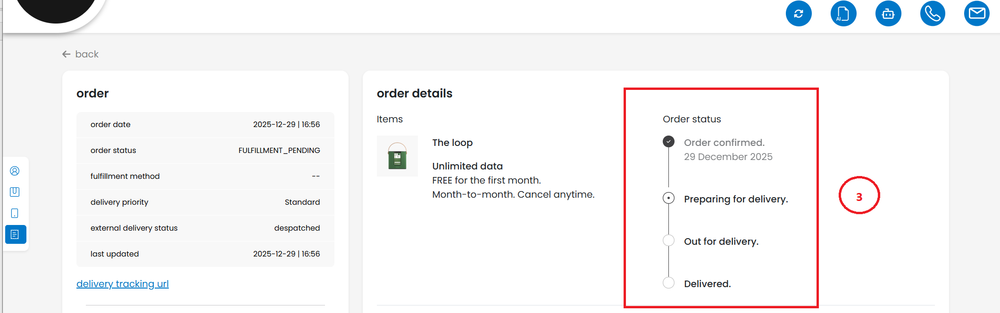 AI
back
order
order date 2025-12-29 | 16:56
order status FULFILLMENT_PENDING
fulfillment method --
delivery priority Standard
external delivery status despatched
last updated 2025-12-29 | 16:56
delivery tracking url
order details
Items
The loop
Unlimited data
FREE for the first month.
Month-to-month. Cancel anytime.
Order status
Order confirmed.
29 December 2025
Preparing for delivery.
Out for delivery.
Delivered.
3